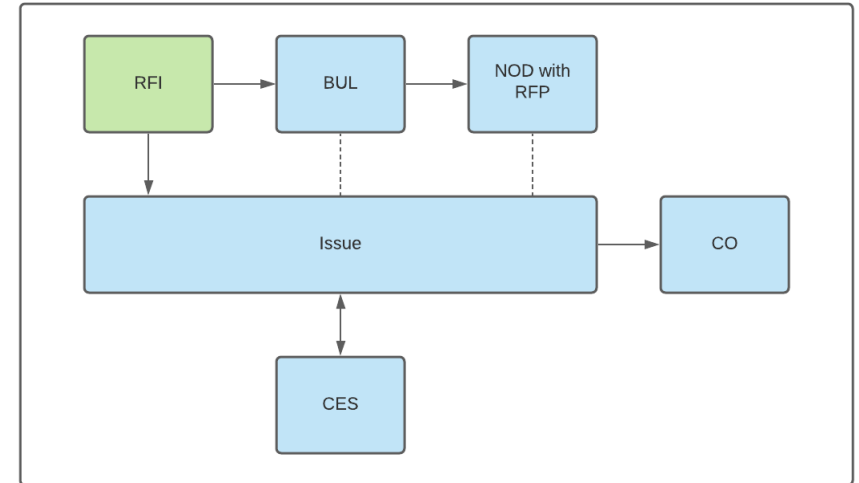 RFI
BUL
NOD with
RFP
Issue
CO
CES